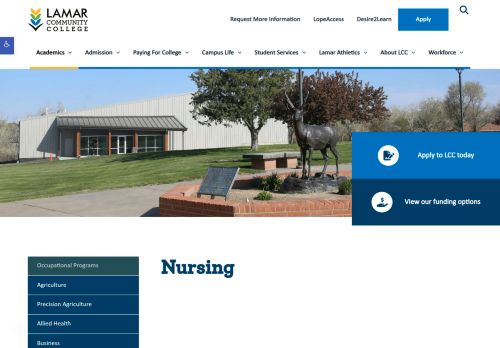 LAMAR
COMMUNITY
COLLEGE
Request More Information
LopeAccess
Desire2Learn
Apply
Academics
Admission
Paying For College
Campus Life
Student Services
Lamar Athletics
About LCC
Workforce
Apply to LCC today
View our funding options
Occupational Programs
Agriculture
Precision Agriculture
Allied Health
Business
Nursing